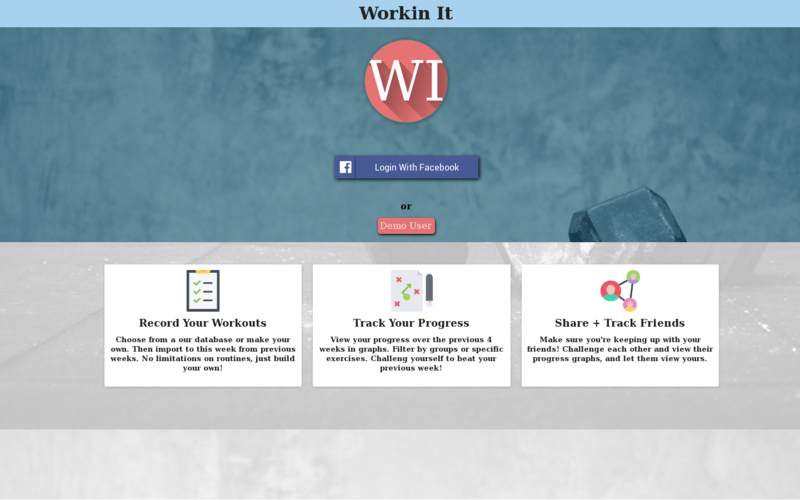 Workin It
WI
Login With Facebook
or
Demo User
Record Your Workouts
Choose from a our database or make your
own. Then import to this week from previous
weeks. No limitations on routines, just build
your own!
Track Your Progress
View your progress over the previous 4
weeks in graphs. Filter by groups or specific
exercises. Challeng yourself to beat your
previous week!
Share + Track Friends
Make sure you're keeping up with your
friends! Challenge each other and view their
progress graphs, and let them view yours.